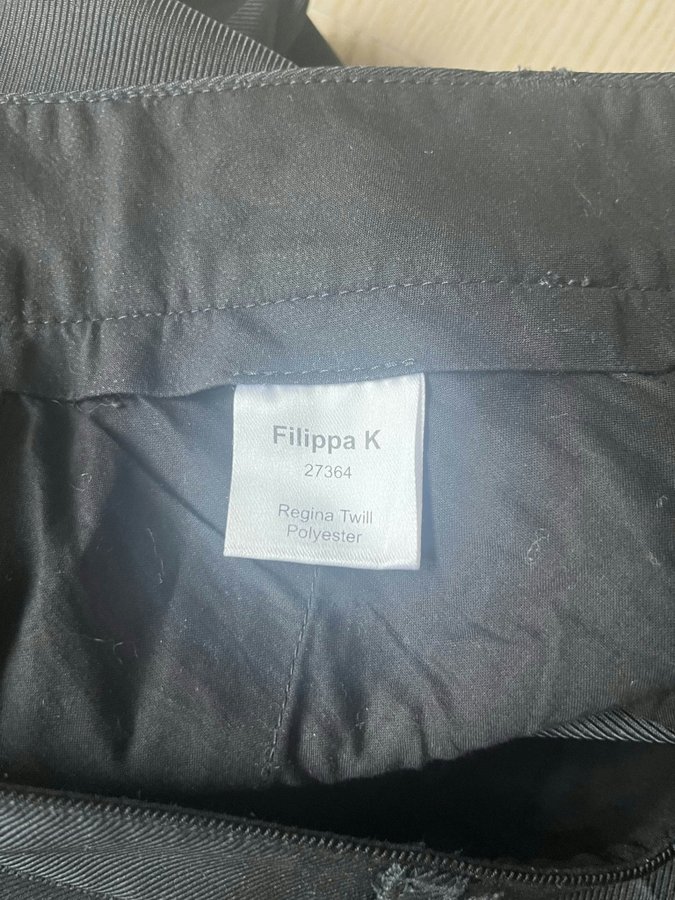 Filippa K
27364
Regina Twill
Polyester